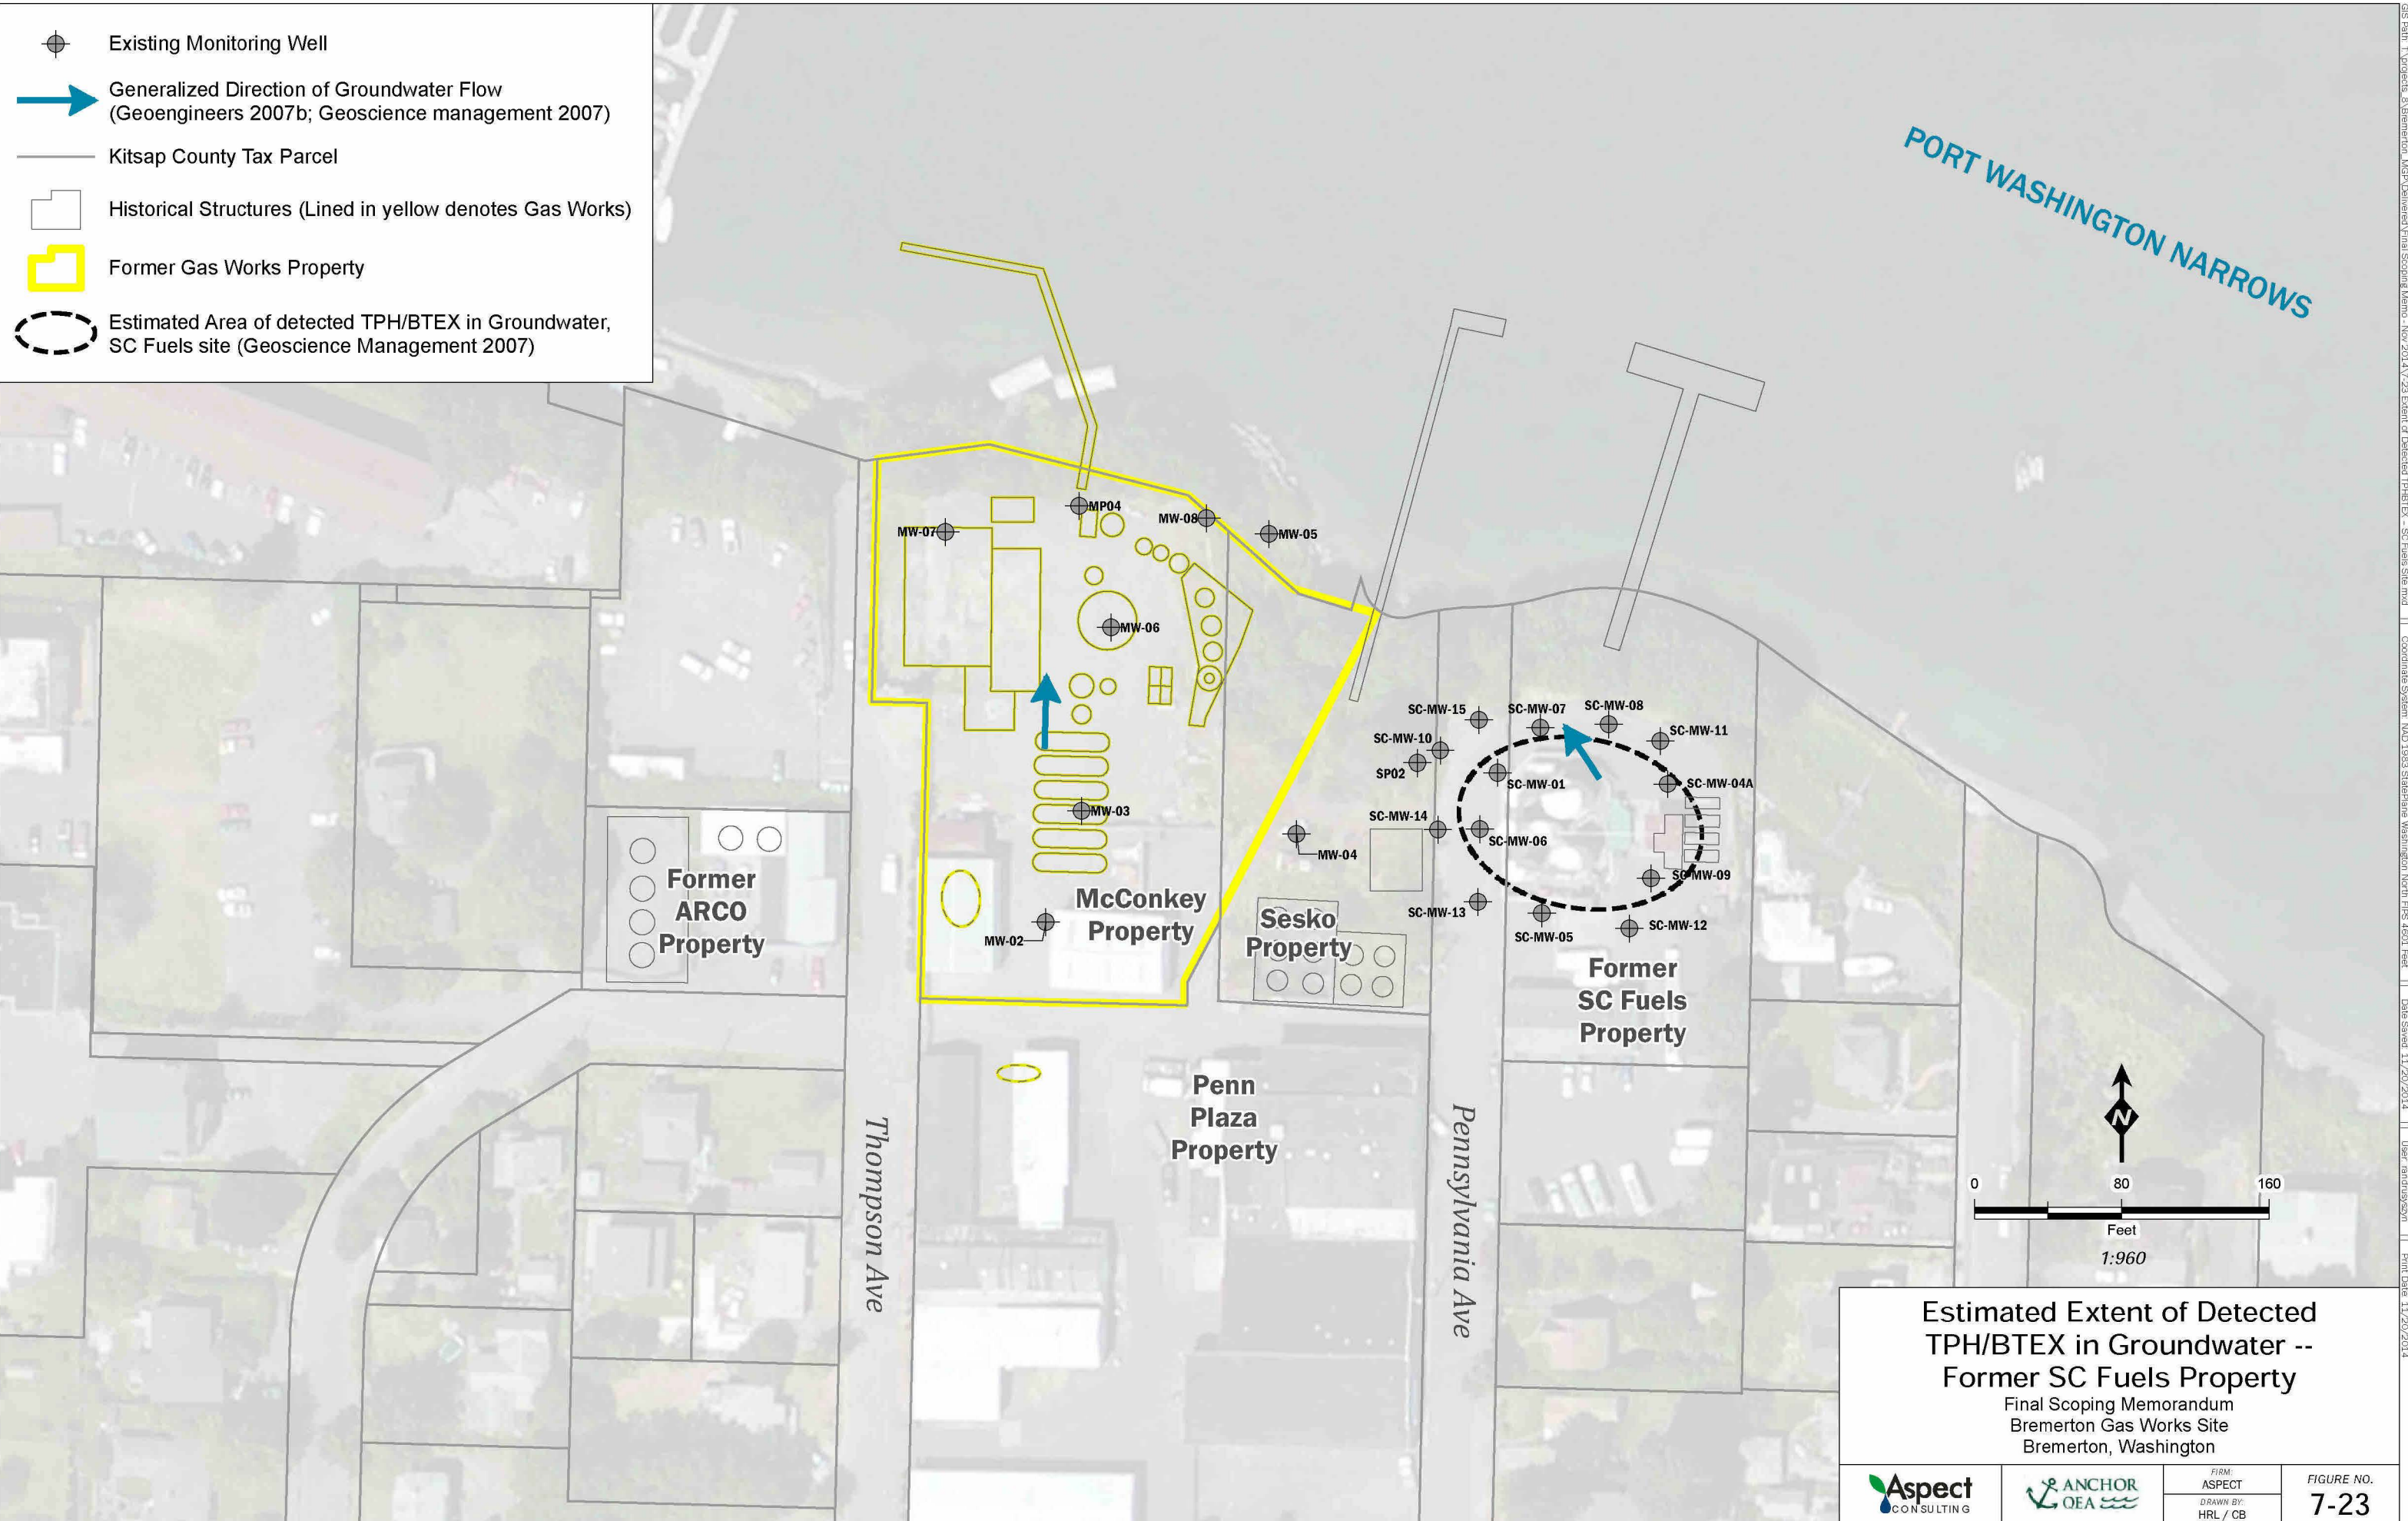 Existing Monitoring Well
Generalized Direction of Groundwater Flow
(Geoengineers 2007b; Geoscience management 2007)
Kitsap County Tax Parcel
Historical Structures (Lined in yellow denotes Gas Works)
Former Gas Works Property
Estimated Area of detected TPH/BTEX in Groundwater,
SC Fuels site (Geoscience Management 2007)
PORT WASHINGTON NARROWS
MP04
MW-08
MW-07
MW-05
MW-06
SC-MW-15
SC-MW-07
SC-MW-08
SC-MW-10
SC-MW-11
SP02
SC-MW-01
SC-MW-04A
MW-03
SC-MW-14
SC-MW-06
MW-04
SC-MW-09
Former
ARCO
Property
McConkey
Property
MW-02
Sesko
Property
SC-MW-13
SC-MW-05
SC-MW-12
Former
SC Fuels
Property
Penn
Plaza
Property
Thompson Ave
Pennsylvania Ave
N
0 80 160
Feet
1:960
Estimated Extent of Detected
TPH/BTEX in Groundwater --
Former SC Fuels Property
Final Scoping Memorandum
Bremerton Gas Works Site
Bremerton, Washington
Aspect
CONSULTING
ANCHOR
QEA
FIRM:
ASPECT
DRAWN BY:
HRL / CB
FIGURE NO.
7-23